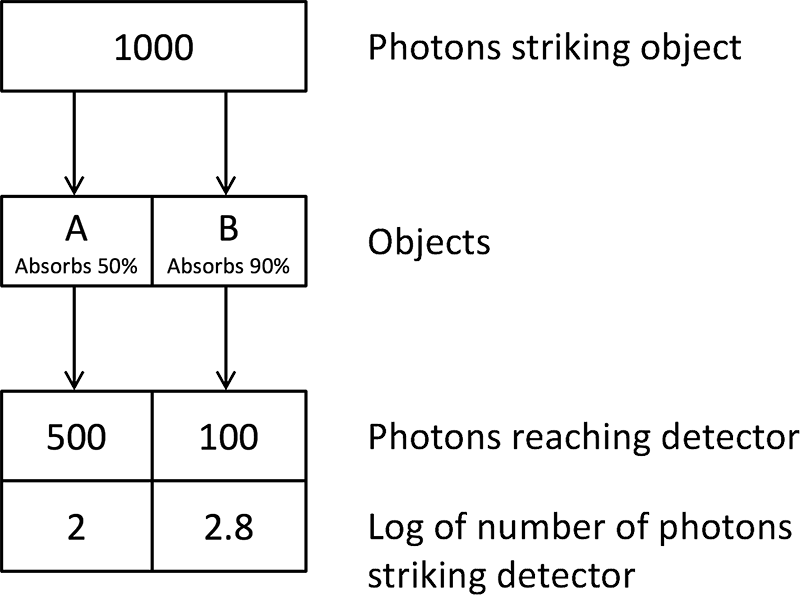 1000 Photons striking object
A B Objects
Absorbs 50% Absorbs 90%
500 100 Photons reaching detector
2 2.8 Log of number of photons
striking detector